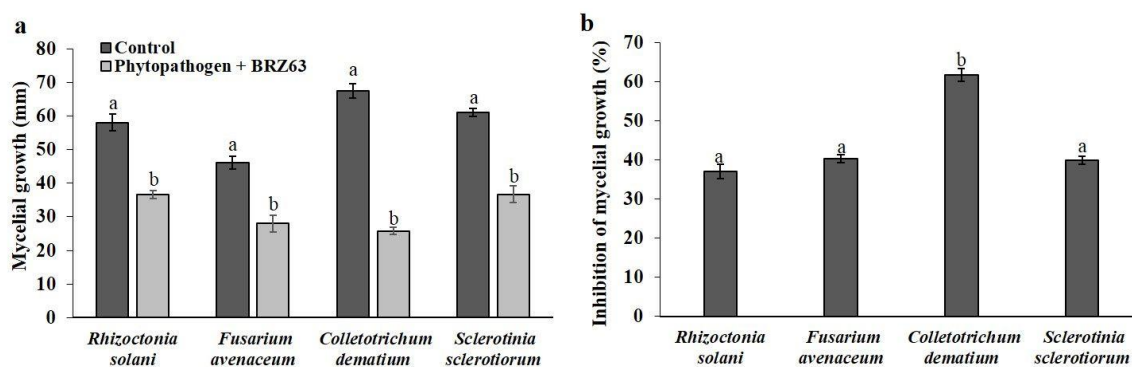 a
Control
Phytopathogen + BRZ63
Mycelial growth (mm)
80
70
60
50
40
30
20
10
0
a
b
a
b
a
b
a
b
Rhizoctonia
solani
Fusarium
avenaceum
Colletotrichum
dematium
Sclerotinia
sclerotiorum
b
Inhibition of mycelial growth (%)
70
60
50
40
30
20
10
0
a
a
b
a
Rhizoctonia
solani
Fusarium
avenaceum
Colletotrichum
dematium
Sclerotinia
sclerotiorum